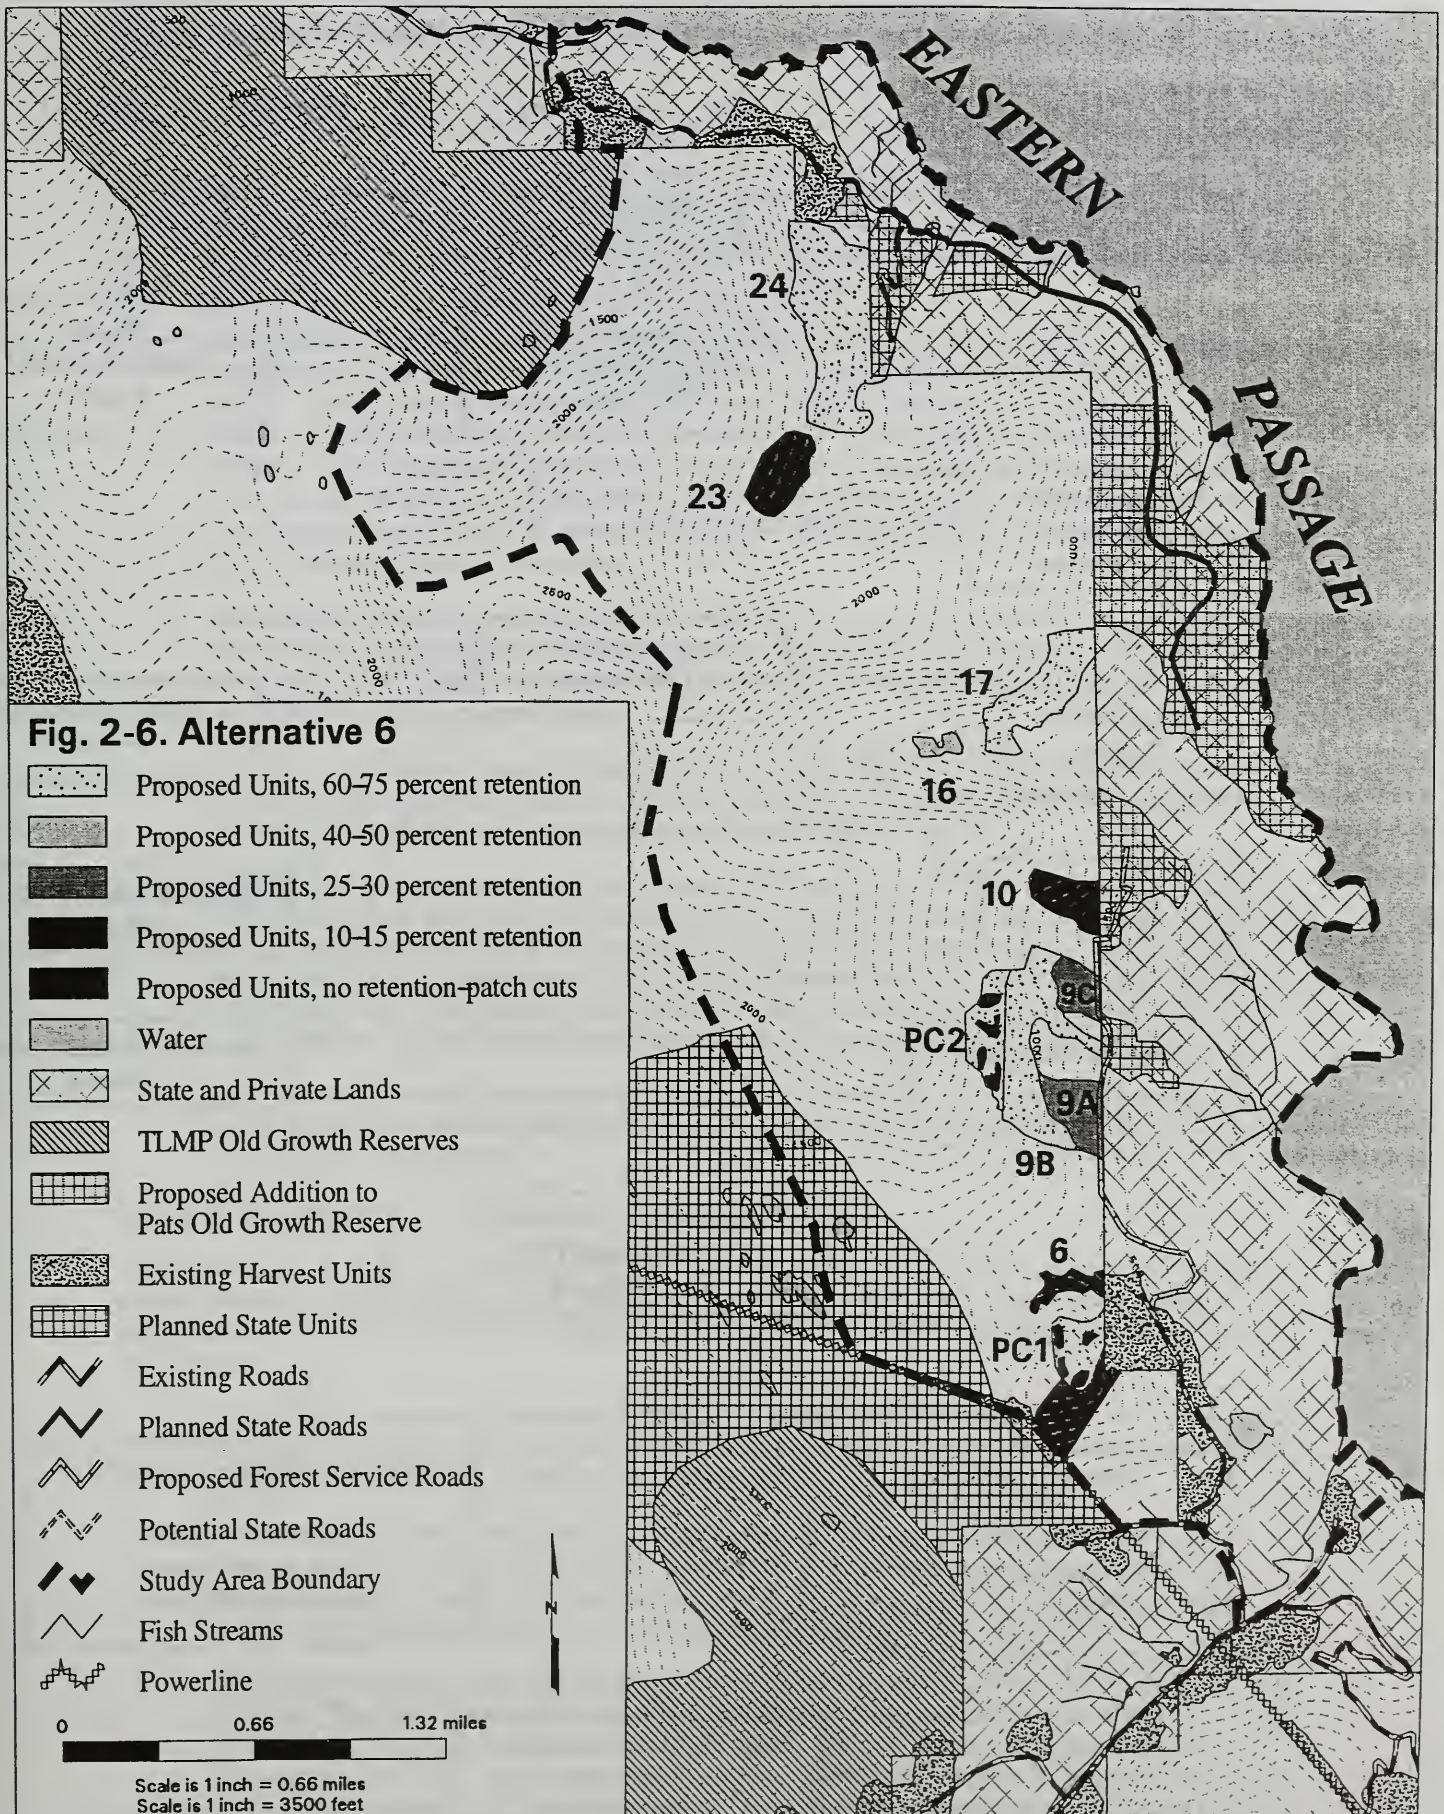 500
1000
EASTERN
2000
1500
24
2000
PASSAGE
23
1000
2500
2000
2000
17
16
10
9C
2000
PC2
1000
9A
9B
6
PC1
Fig. 2-6. Alternative 6
Proposed Units, 60-75 percent retention
Proposed Units, 40-50 percent retention
Proposed Units, 25-30 percent retention
Proposed Units, 10-15 percent retention
Proposed Units, no retention-patch cuts
Water
State and Private Lands
TLMP Old Growth Reserves
Proposed Addition to
Pats Old Growth Reserve
Existing Harvest Units
Planned State Units
Existing Roads
Planned State Roads
Proposed Forest Service Roads
Potential State Roads
Study Area Boundary
Fish Streams
Powerline
N
0 0.66 1.32 miles
Scale is 1 inch = 0.66 miles
Scale is 1 inch = 3500 feet